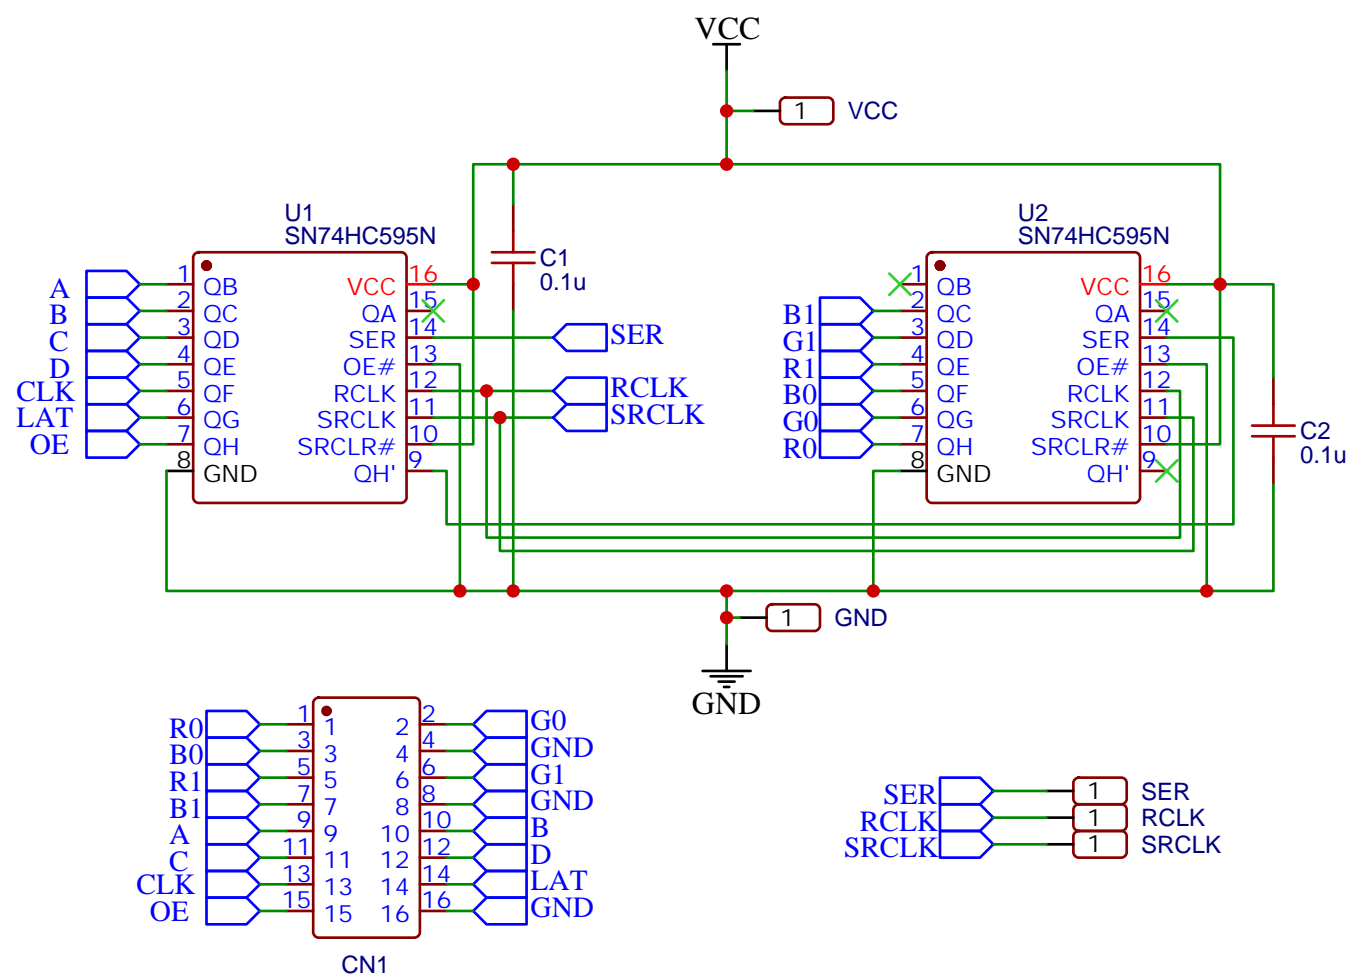 VCC
1 VCC
U1
SN74HC595N
A 1 QB VCC 16
B 2 QC QA 15
C 3 QD SER 14 SER
D 4 QE OE# 13
CLK 5 QF RCLK 12 RCLK
LAT 6 QG SRCLK 11 SRCLK
OE 7 QH SRCLR# 10
8 GND QH' 9
C1
0.1u
U2
SN74HC595N
1 QB VCC 16
B1 2 QC QA 15
G1 3 QD SER 14
R1 4 QE OE# 13
B0 5 QF RCLK 12
G0 6 QG SRCLK 11
R0 7 QH SRCLR# 10
8 GND QH' 9
C2
0.1u
1 GND
GND
R0 1 1 2 2 G0
B0 3 3 4 4 GND
R1 5 5 6 6 G1
B1 7 7 8 8 GND
A 9 9 10 10 B
C 11 11 12 12 D
CLK 13 13 14 14 LAT
OE 15 15 16 16 GND
CN1
SER 1 SER
RCLK 1 RCLK
SRCLK 1 SRCLK